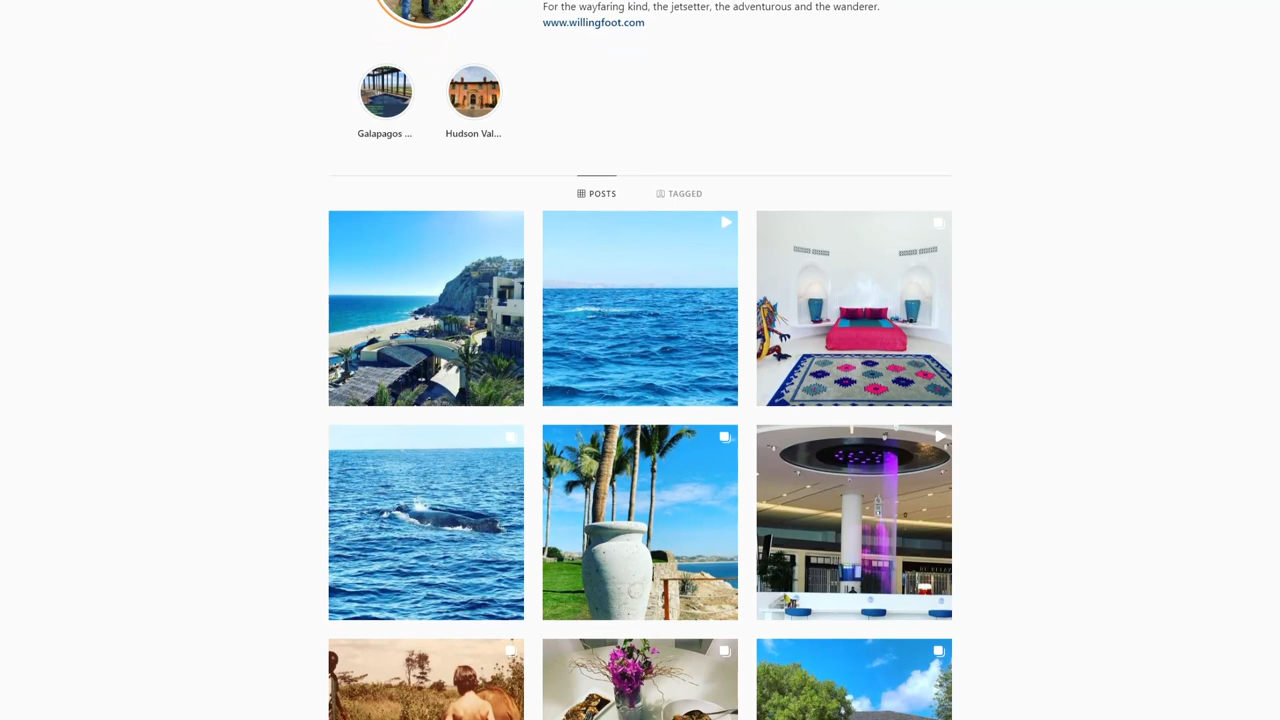 For the wayfaring kind, the jetsetter, the adventurous and the wanderer.
www.willingfoot.com
Galapagos ...
Hudson Val...
POSTS
TAGGED